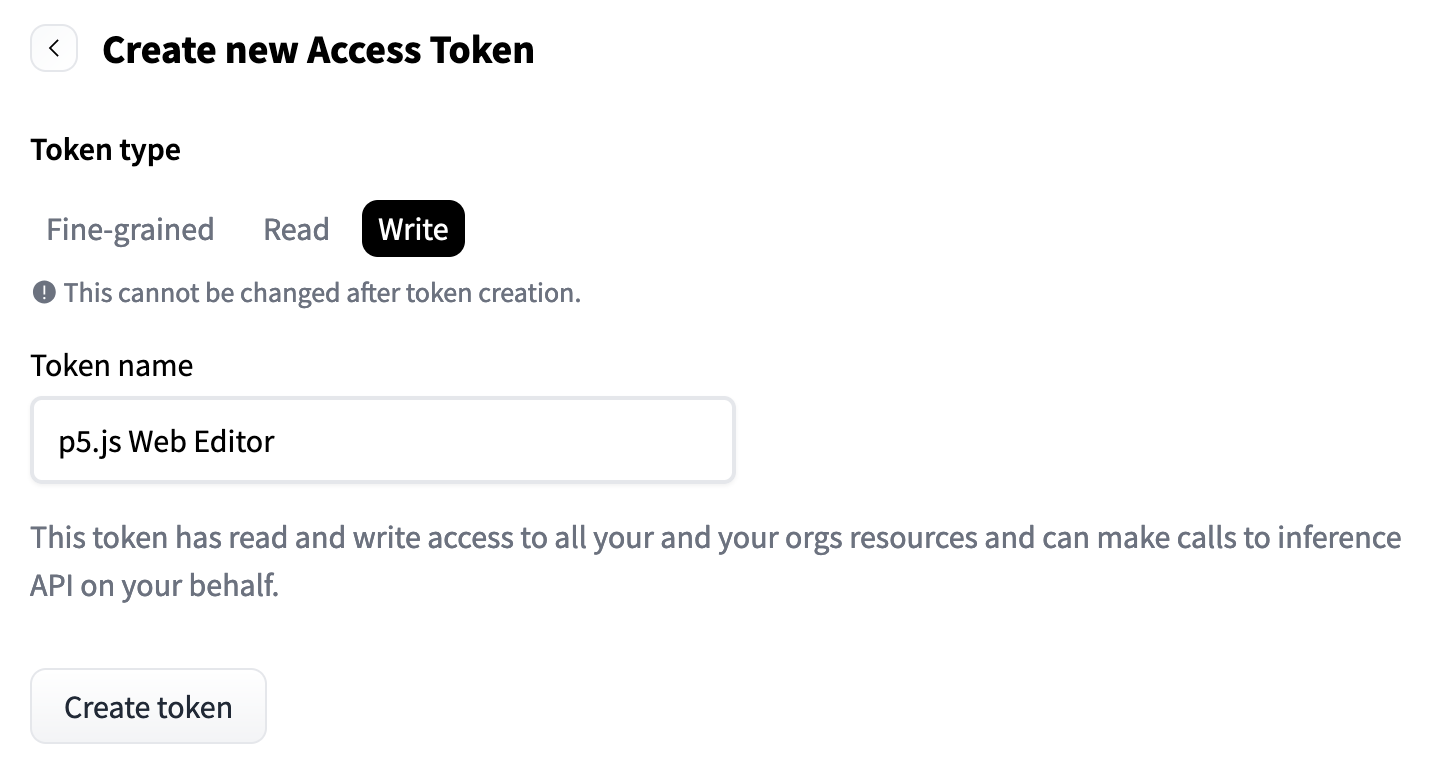 Create new Access Token
Token type
Fine-grained Read Write
This cannot be changed after token creation.
Token name
p5.js Web Editor
This token has read and write access to all your and your orgs resources and can make calls to inference
API on your behalf.
Create token